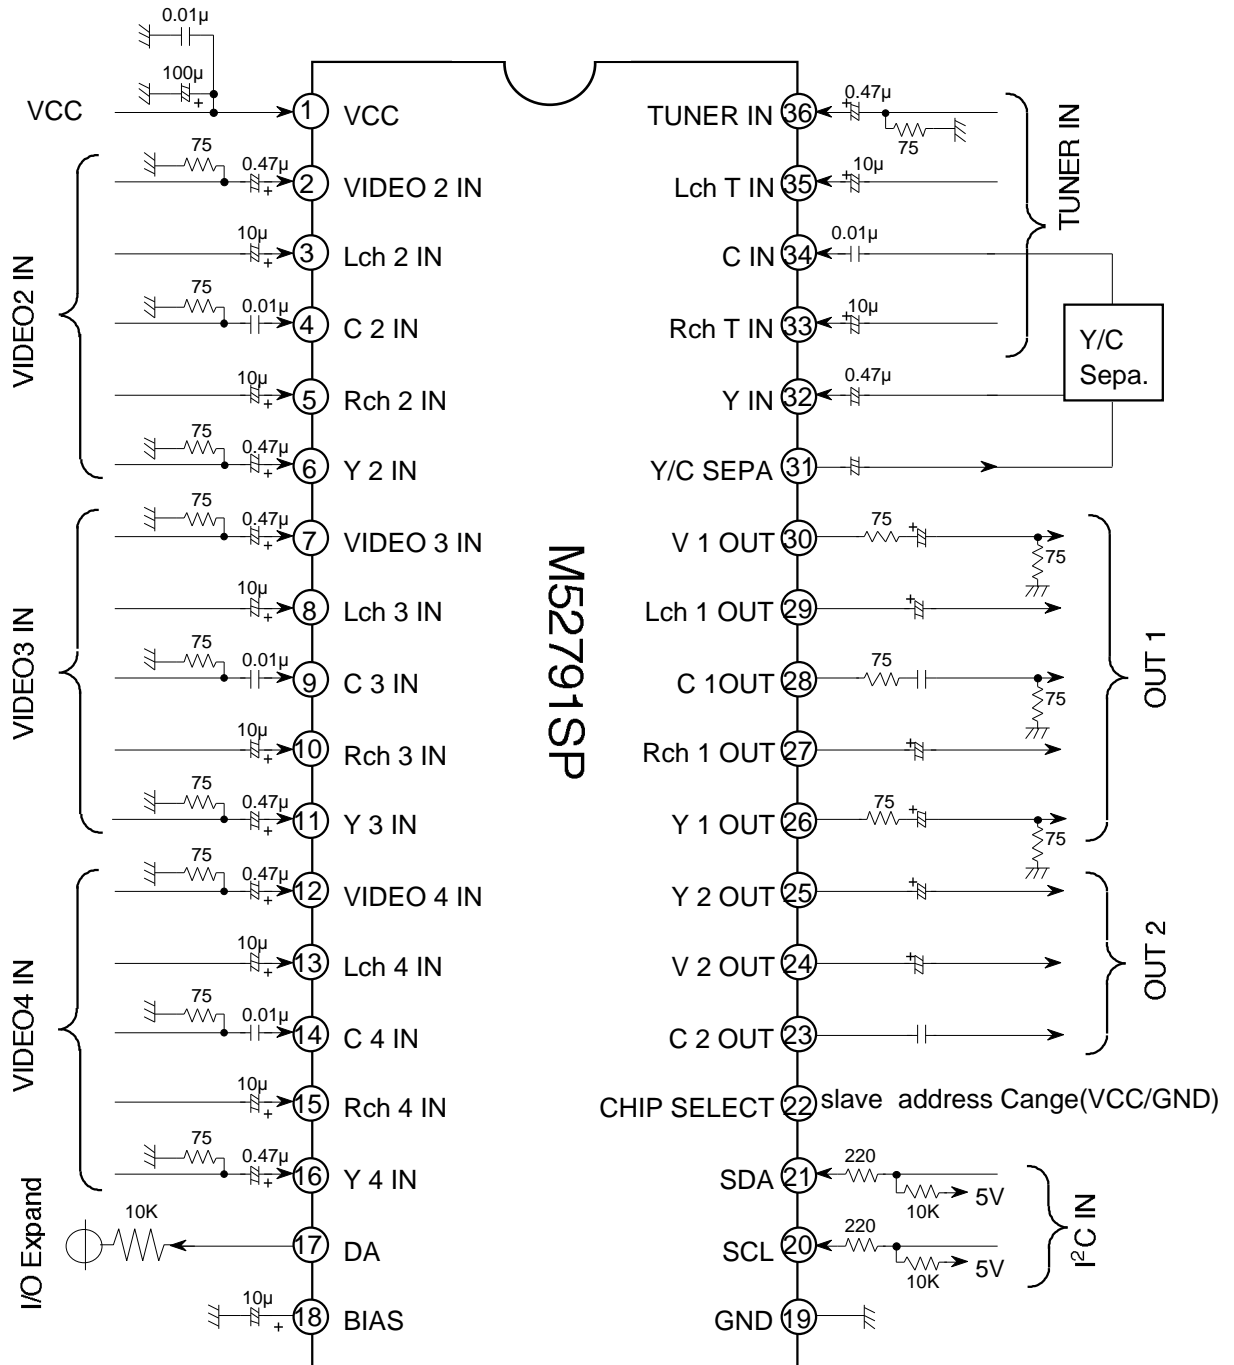 0.01µ
100µ
VCC
1 VCC
VIDEO2 IN
75
0.47µ
2 VIDEO 2 IN
10µ
3 Lch 2 IN
75
0.01µ
4 C 2 IN
10µ
5 Rch 2 IN
75
0.47µ
6 Y 2 IN
VIDEO3 IN
75
0.47µ
7 VIDEO 3 IN
10µ
8 Lch 3 IN
75
0.01µ
9 C 3 IN
10µ
10 Rch 3 IN
75
0.47µ
11 Y 3 IN
VIDEO4 IN
75
0.47µ
12 VIDEO 4 IN
10µ
13 Lch 4 IN
75
0.01µ
14 C 4 IN
10µ
15 Rch 4 IN
75
0.47µ
16 Y 4 IN
I/O Expand
10K
17 DA
10µ
18 BIAS
M52791SP
TUNER IN 36
0.47µ
75
Lch T IN 35
10µ
C IN 34
0.01µ
Rch T IN 33
10µ
TUNER IN
Y IN 32
0.47µ
Y/C
Sepa.
Y/C SEPA 31
V 1 OUT 30
75
75
Lch 1 OUT 29
C 1OUT 28
75
75
Rch 1 OUT 27
Y 1 OUT 26
75
75
OUT 1
Y 2 OUT 25
V 2 OUT 24
C 2 OUT 23
OUT 2
CHIP SELECT 22 slave address Cange(VCC/GND)
SDA 21
220
10K 5V
SCL 20
220
10K 5V
I²C IN
GND 19